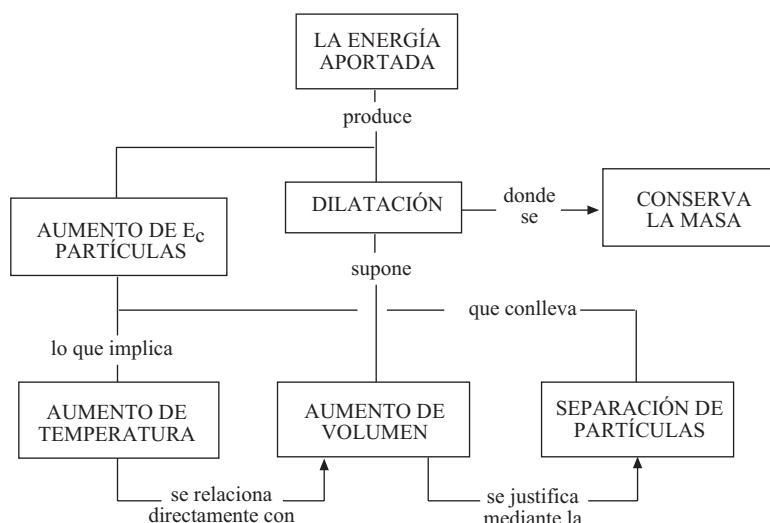 LA ENERGÍA
APORTADA
produce
DILATACIÓN
donde
se
CONSERVA
LA MASA
AUMENTO DE Ec
PARTÍCULAS
supone
que conlleva
lo que implica
AUMENTO DE
TEMPERATURA
AUMENTO DE
VOLUMEN
SEPARACIÓN DE
PARTÍCULAS
se relaciona
directamente con
se justifica
mediante la